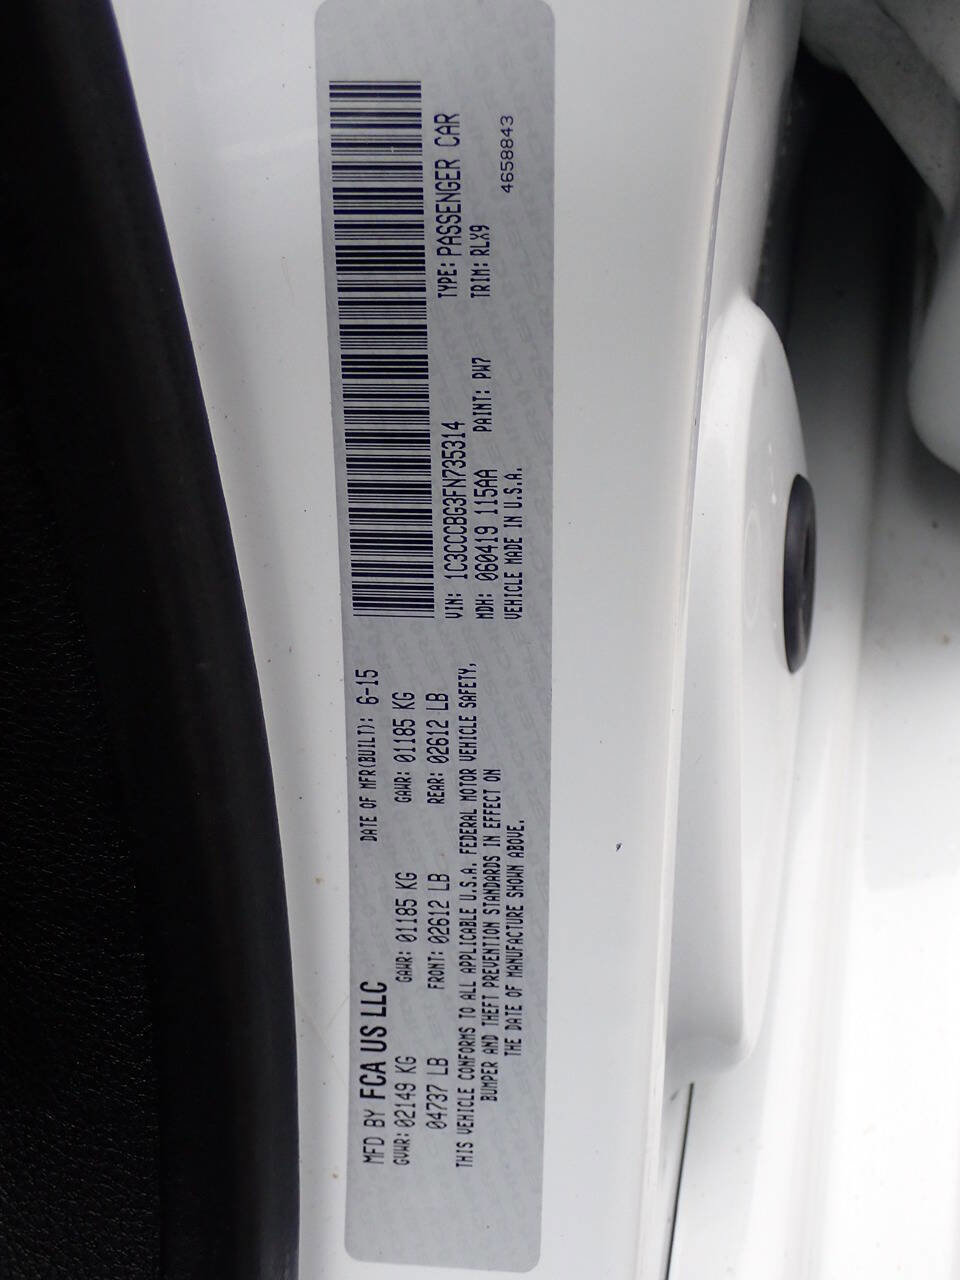 MFD BY FCA US LLC
DATE OF MFR(BUILT): 6-15
GVWR: 02149 KG
GAWR: 01185 KG
GAWR: 01185 KG
04737 LB
FRONT: 02612 LB
REAR: 02612 LB
THIS VEHICLE CONFORMS TO ALL APPLICABLE U.S.A. FEDERAL MOTOR VEHICLE SAFETY,
BUMPER AND THEFT PREVENTION STANDARDS IN EFFECT ON
THE DATE OF MANUFACTURE SHOWN ABOVE.
VIN: 1C3CCCBG3FN735314
TYPE: PASSENGER CAR
MDH: 060419 115AA
PAINT: PW7
TRIM: RLX9
VEHICLE MADE IN U.S.A.
4658843